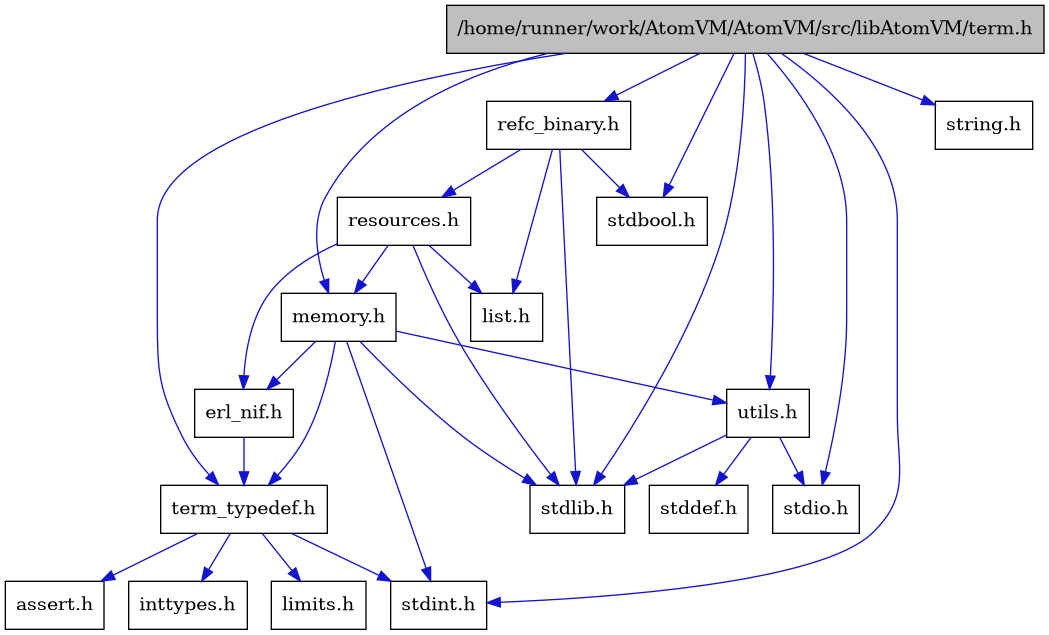 /home/runner/work/AtomVM/AtomVM/src/libAtomVM/term.h
refc_binary.h
string.h
resources.h
stdbool.h
memory.h
list.h
erl_nif.h
utils.h
term_typedef.h
stdlib.h
stddef.h
stdio.h
assert.h
inttypes.h
limits.h
stdint.h